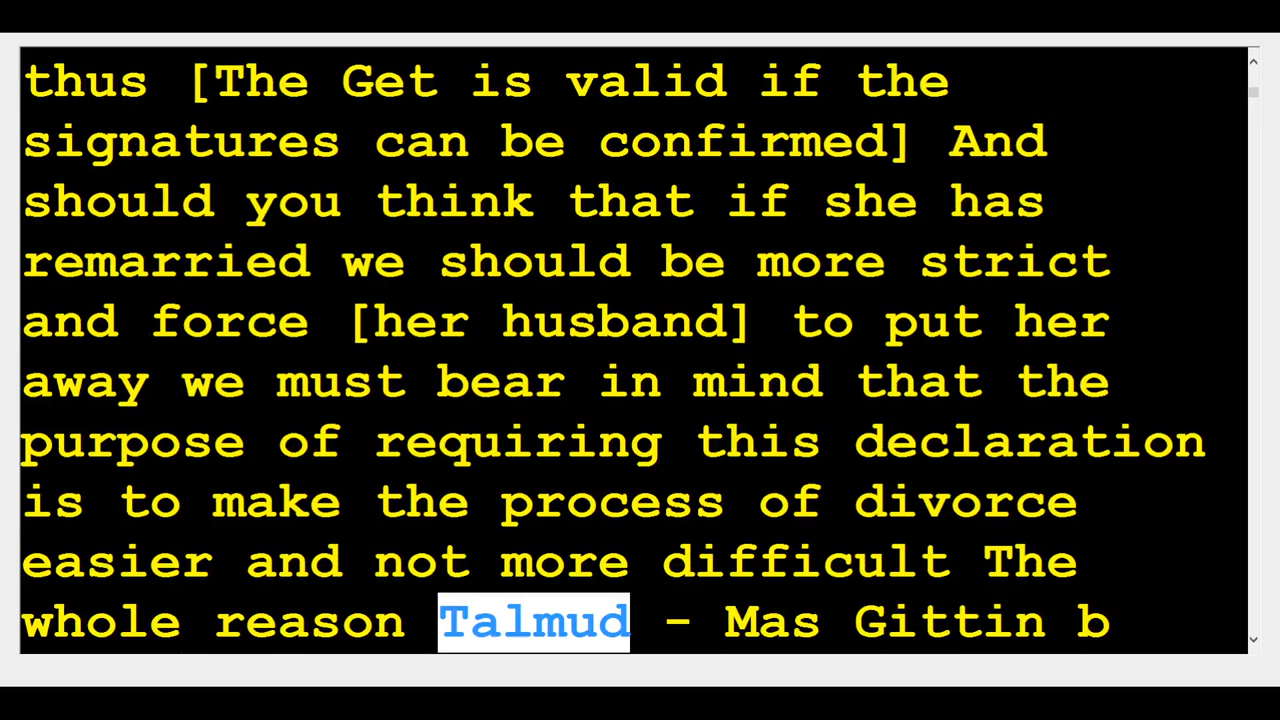 thus [The Get is valid if the
signatures can be confirmed] And
should you think that if she has
remarried we should be more strict
and force [her husband] to put her
away we must bear in mind that the
purpose of requiring this declaration
is to make the process of divorce
easier and not more difficult The
whole reason Talmud - Mas Gittin b